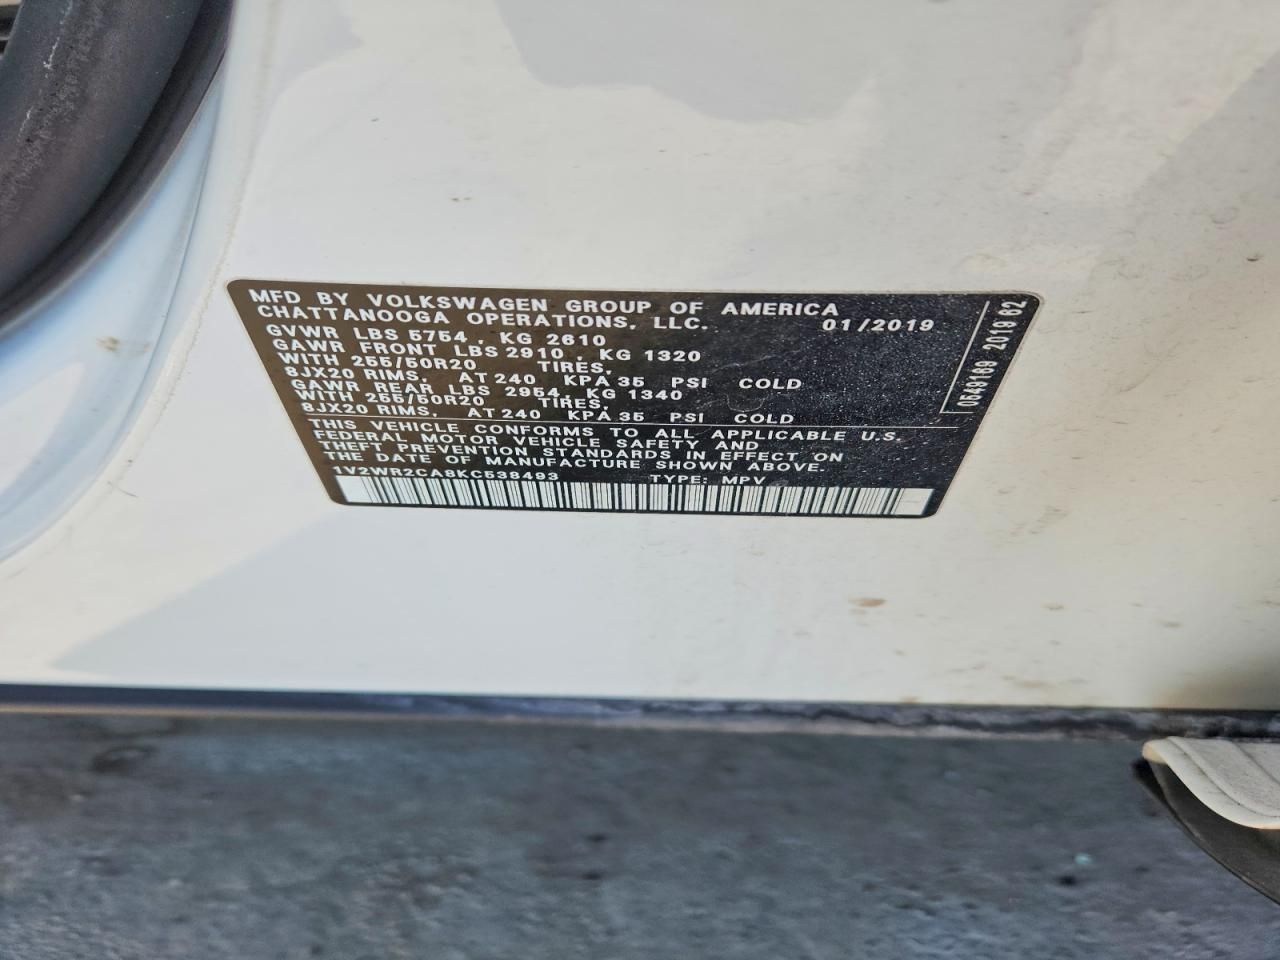 MFD BY VOLKSWAGEN GROUP OF AMERICA
CHATTANOOGA OPERATIONS, LLC. 01/2019
GVWR LBS 5754 , KG 2610
GAWR FRONT LBS 2910 , KG 1320
WITH 255/50R20 TIRES,
8JX20 RIMS, AT 240 KPA 35 PSI COLD
GAWR REAR LBS 2954, KG 1340
WITH 255/50R20 TIRES,
8JX20 RIMS, AT 240 KPA 35 PSI COLD
THIS VEHICLE CONFORMS TO ALL APPLICABLE U.S.
FEDERAL MOTOR VEHICLE SAFETY AND
THEFT PREVENTION STANDARDS IN EFFECT ON
THE DATE OF MANUFACTURE SHOWN ABOVE.
1V2WR2CA8KC538493 TYPE: MPV
0549169 2019 62